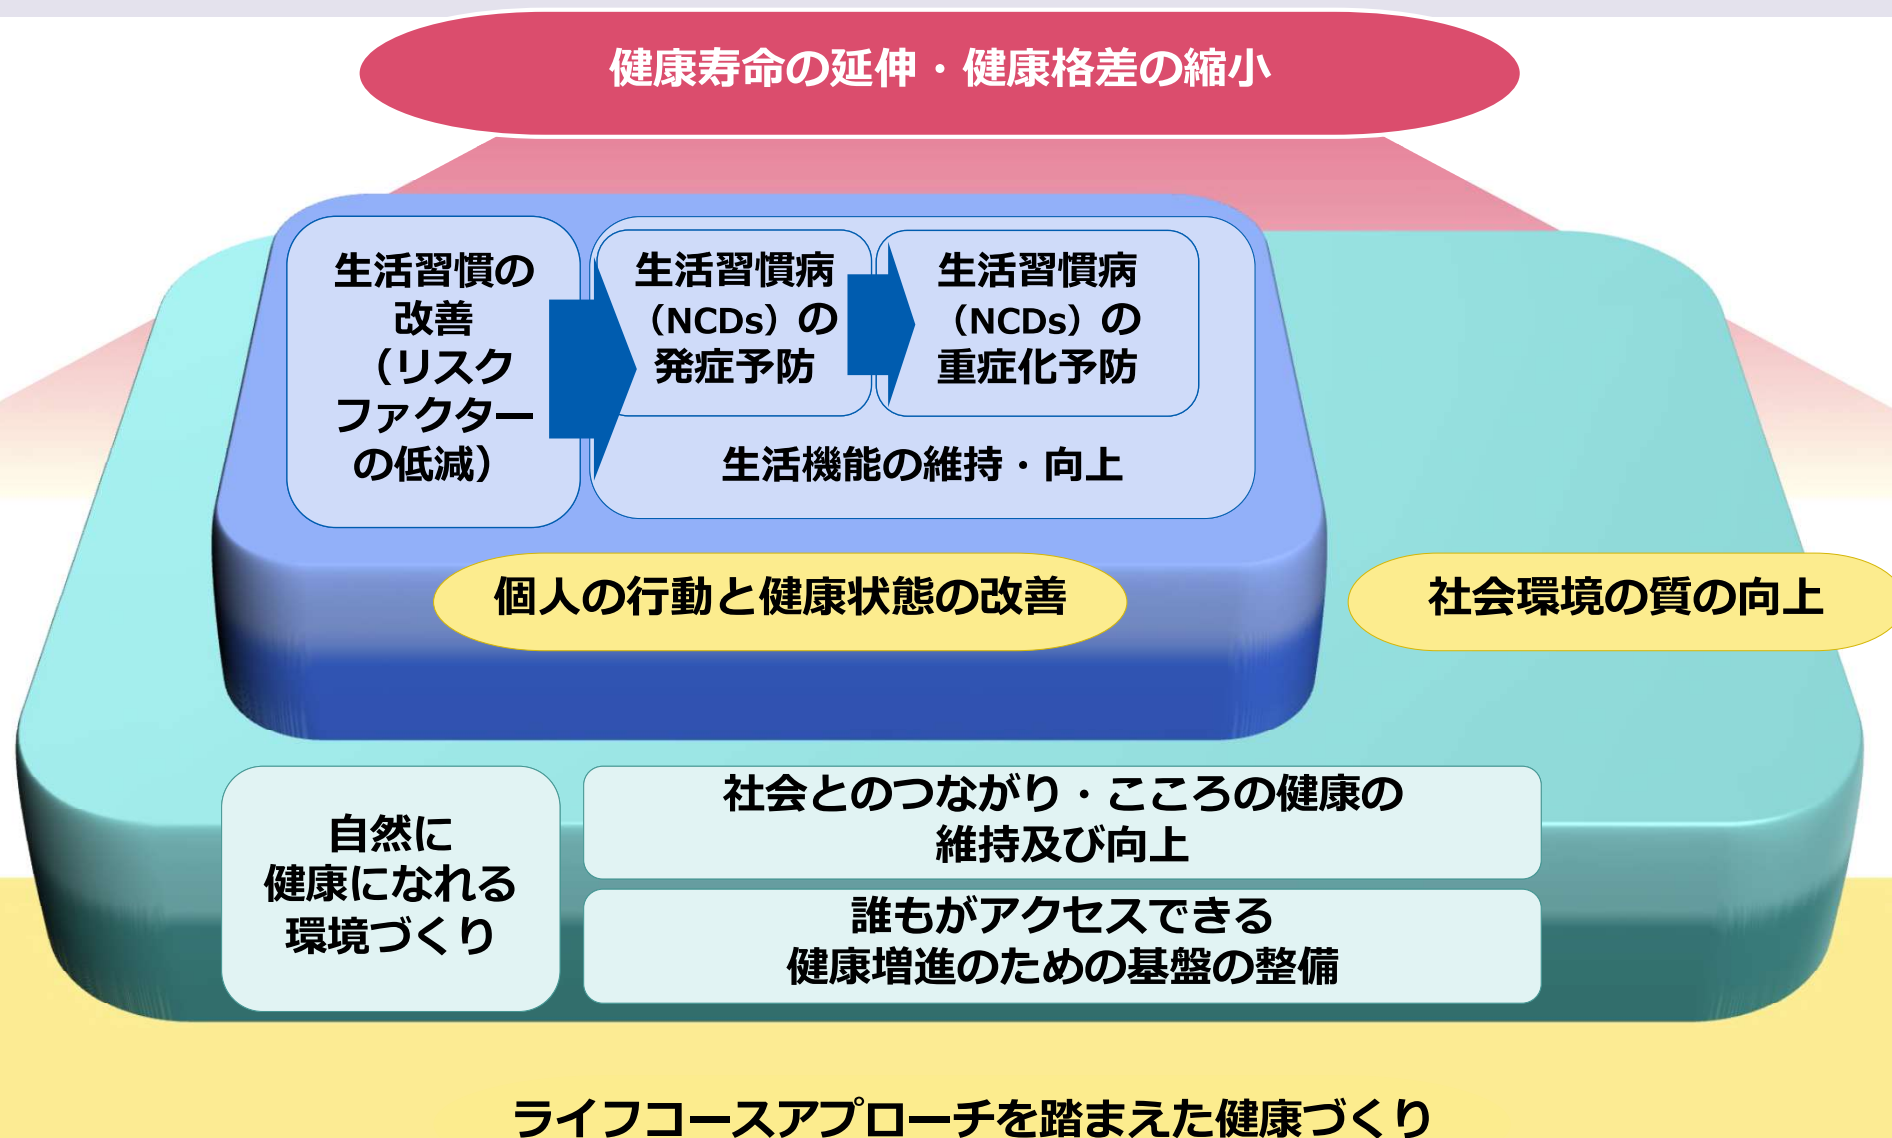 健康寿命の延伸・健康格差の縮小
生活習慣の
改善
（リスク
ファクター
の低減）
生活習慣病
（NCDs）の
発症予防
生活習慣病
（NCDs）の
重症化予防
生活機能の維持・向上
個人の行動と健康状態の改善
社会環境の質の向上
自然に
健康になれる
環境づくり
社会とのつながり・こころの健康の
維持及び向上
誰もがアクセスできる
健康増進のための基盤の整備
ライフコースアプローチを踏まえた健康づくり